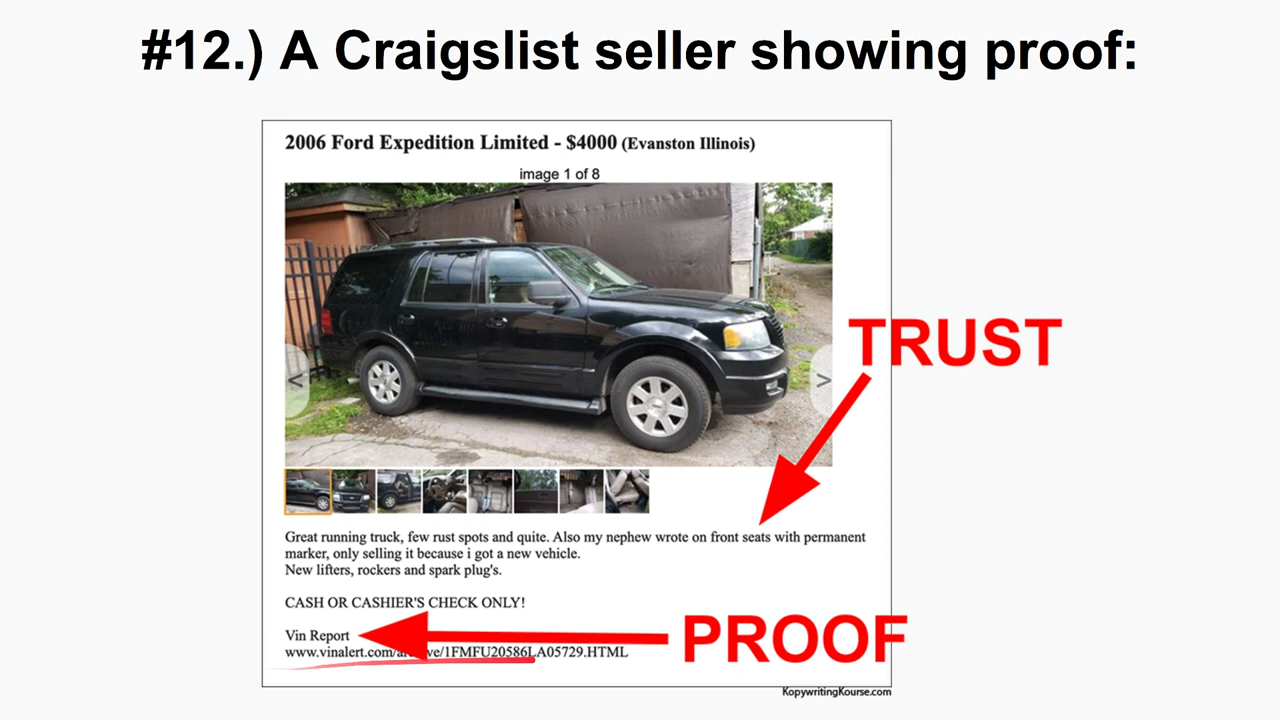 #12.) A Craigslist seller showing proof:
2006 Ford Expedition Limited - $4000 (Evanston Illinois)
image 1 of 8
<
>
TRUST
Great running truck, few rust spots and quite. Also my nephew wrote on front seats with permanent
marker, only selling it because i got a new vehicle.
New lifters, rockers and spark plug's.
CASH OR CASHIER'S CHECK ONLY!
Vin Report
PROOF
www.vinalert.com/ar ve/1FMFU20586LA05729.HTML
KopywritingKourse.com